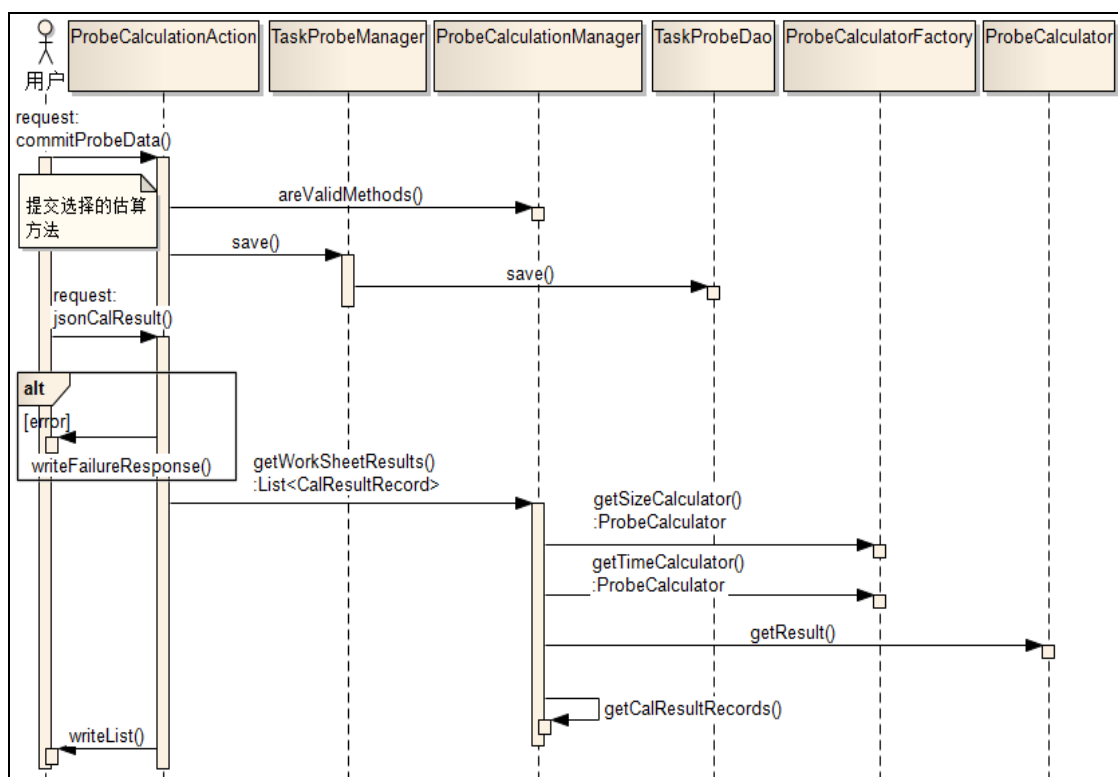 ProbeCalculationAction
TaskProbeManager
ProbeCalculationManager
TaskProbeDao
ProbeCalculatorFactory
ProbeCalculator
用户
request:
commitProbeData()
提交选择的估算
方法
areValidMethods()
save()
save()
request:
jsonCalResult()
alt
[error]
writeFailureResponse()
getWorkSheetResults()
:List<CalResultRecord>
getSizeCalculator()
:ProbeCalculator
getTimeCalculator()
:ProbeCalculator
getResult()
getCalResultRecords()
writeList()